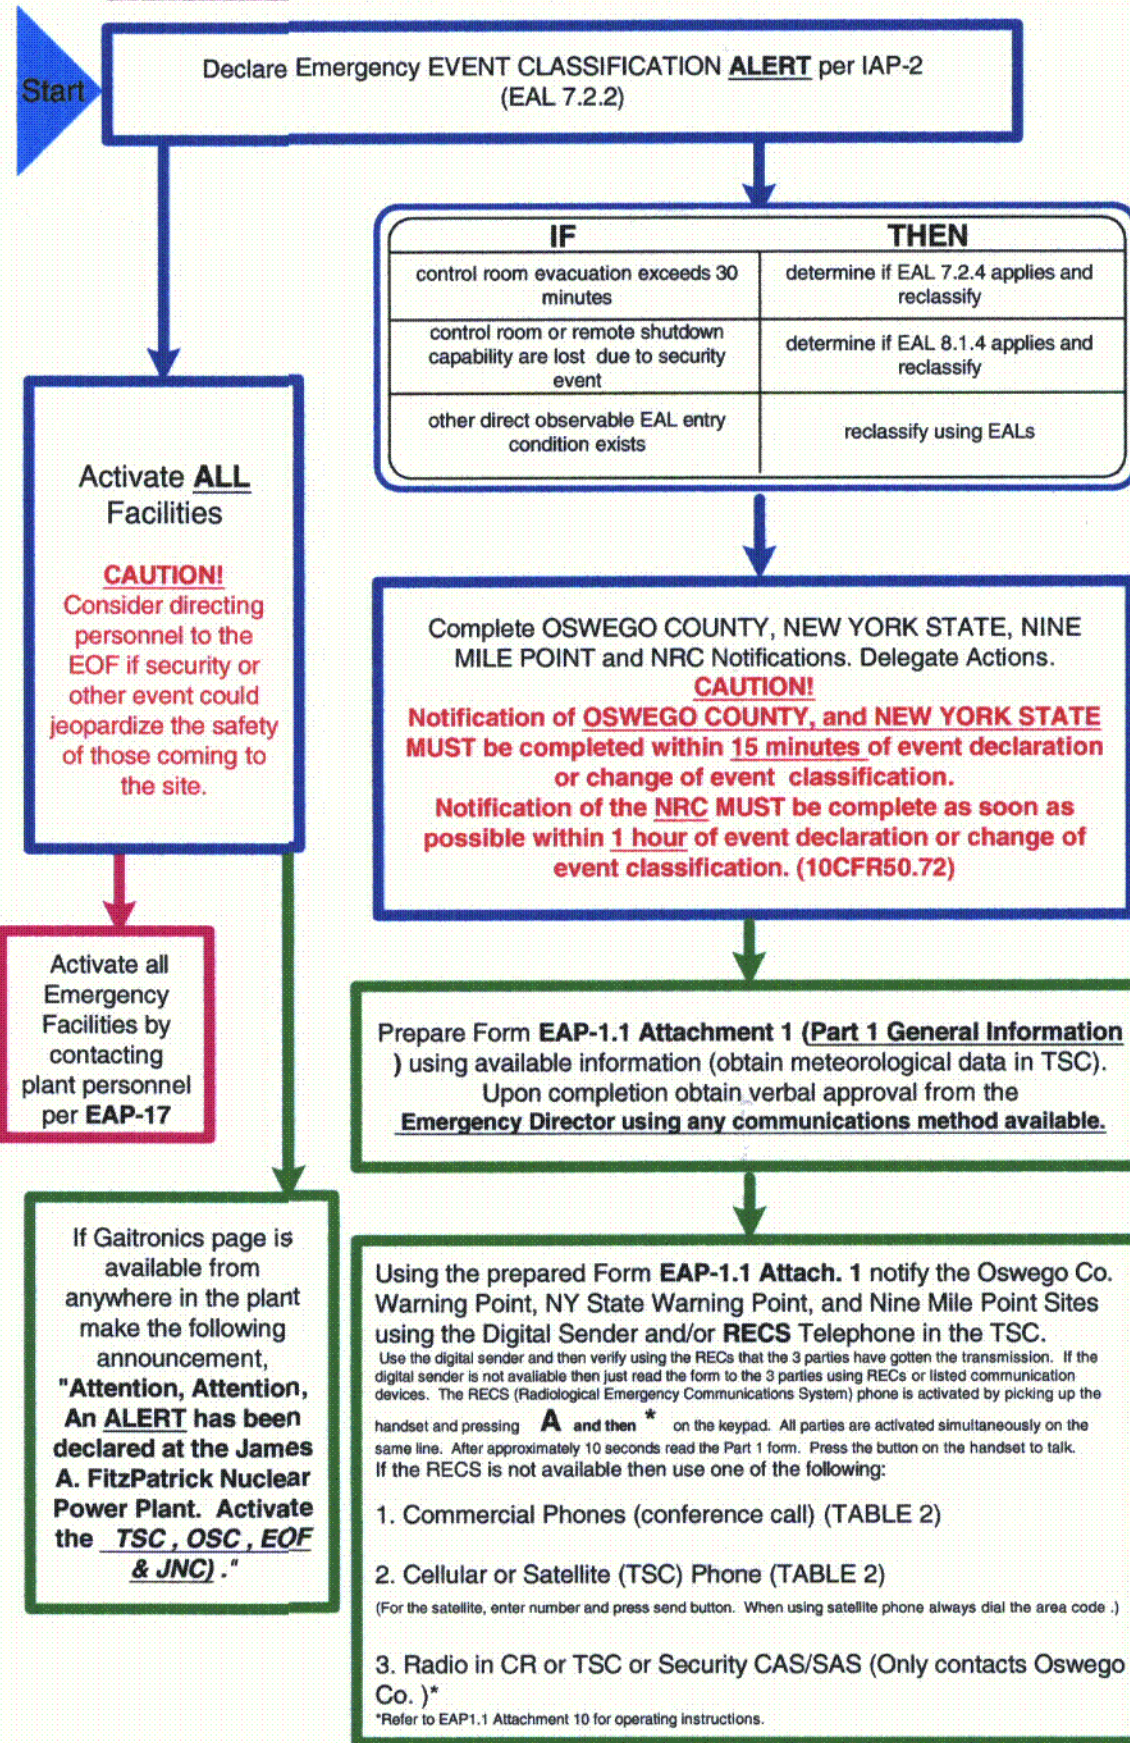 Start
Declare Emergency EVENT CLASSIFICATION ALERT per IAP-2
(EAL 7.2.2)
IF THEN
control room evacuation exceeds 30
minutes
determine if EAL 7.2.4 applies and
reclassify
control room or remote shutdown
capability are lost due to security
event
determine if EAL 8.1.4 applies and
reclassify
other direct observable EAL entry
condition exists
reclassify using EALs
Activate ALL
Facilities
CAUTION!
Consider directing
personnel to the
EOF if security or
other event could
jeopardize the safety
of those coming to
the site.
Complete OSWEGO COUNTY, NEW YORK STATE, NINE
MILE POINT and NRC Notifications. Delegate Actions.
CAUTION!
Notification of OSWEGO COUNTY, and NEW YORK STATE
MUST be completed within 15 minutes of event declaration
or change of event classification.
Notification of the NRC MUST be complete as soon as
possible within 1 hour of event declaration or change of
event classification. (10CFR50.72)
Activate all
Emergency
Facilities by
contacting
plant personnel
per EAP-17
Prepare Form EAP-1.1 Attachment 1 (Part 1 General Information
) using available information (obtain meteorological data in TSC).
Upon completion obtain verbal approval from the
Emergency Director using any communications method available.
If Gaitronics page is
available from
anywhere in the plant
make the following
announcement,
"Attention, Attention,
An ALERT has been
declared at the James
A. FitzPatrick Nuclear
Power Plant. Activate
the TSC , OSC , EOF
& JNC) ."
Using the prepared Form EAP-1.1 Attach. 1 notify the Oswego Co.
Warning Point, NY State Warning Point, and Nine Mile Point Sites
using the Digital Sender and/or RECS Telephone in the TSC.
Use the digital sender and then verify using the RECs that the 3 parties have gotten the transmission. If the
digital sender is not available then just read the form to the 3 parties using RECs or listed communication
devices. The RECS (Radiological Emergency Communications System) phone is activated by picking up the
handset and pressing A and then * on the keypad. All parties are activated simultaneously on the
same line. After approximately 10 seconds read the Part 1 form. Press the button on the handset to talk.
If the RECS is not available then use one of the following:
1. Commercial Phones (conference call) (TABLE 2)
2. Cellular or Satellite (TSC) Phone (TABLE 2)
(For the satellite, enter number and press send button. When using satellite phone always dial the area code .)
3. Radio in CR or TSC or Security CAS/SAS (Only contacts Oswego
Co. )*
*Refer to EAP1.1 Attachment 10 for operating instructions.